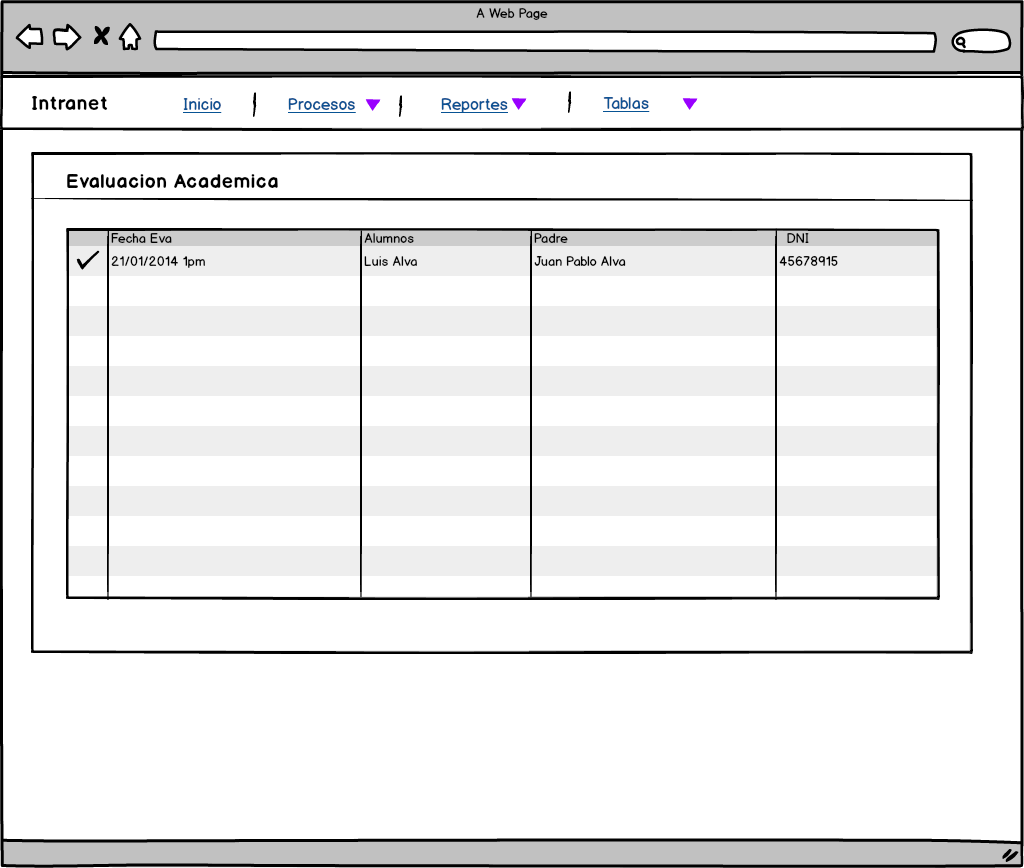 A Web Page
Intranet Inicio Procesos Reportes Tablas
Evaluacion Academica
Fecha Eva Alumnos Padre DNI
21/01/2014 1pm Luis Alva Juan Pablo Alva 45678915